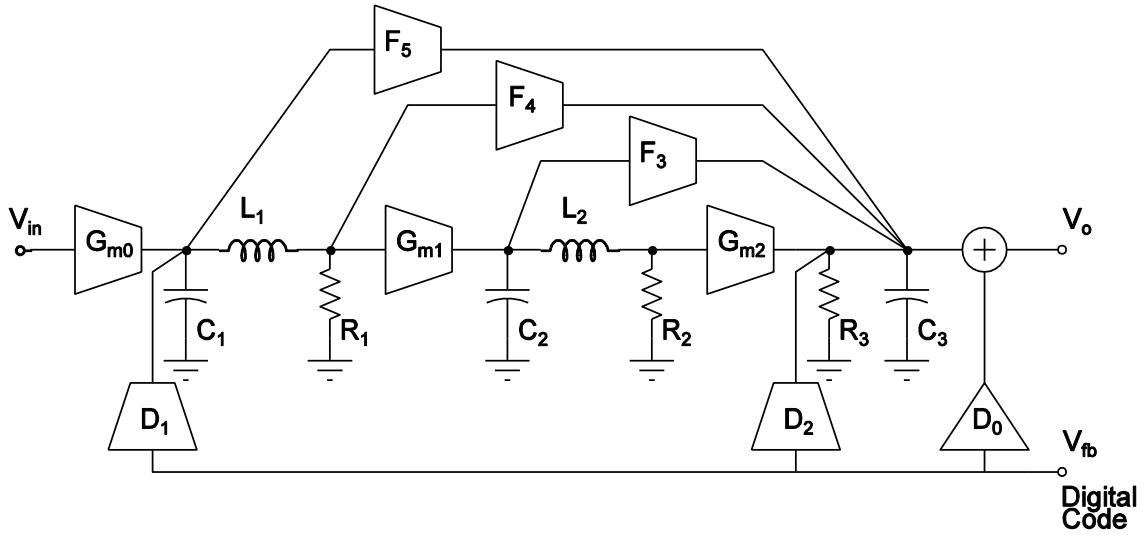 F5
F4
F3
Vin
Gm0
L1
Gm1
L2
Gm2
Vo
C1
R1
C2
R2
R3
C3
D1
D2
D0
Vfb
Digital
Code